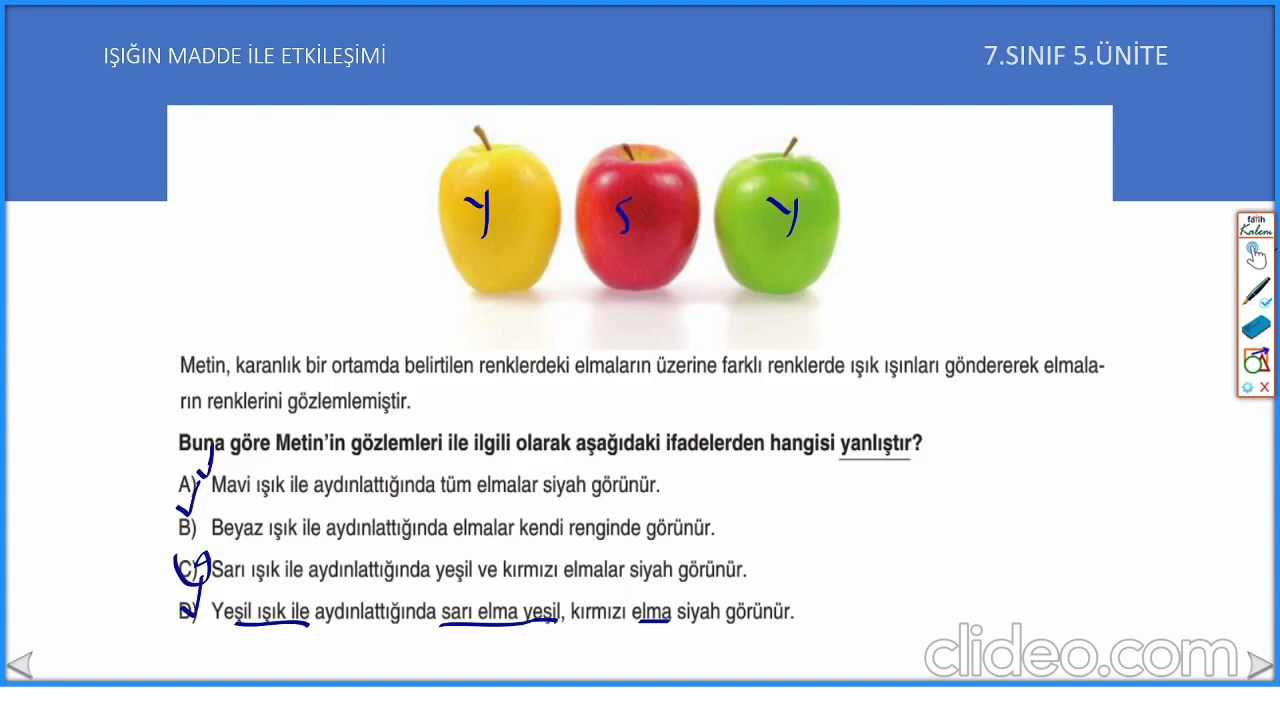 IŞIĞIN MADDE İLE ETKİLEŞİMİ
7.SINIF 5.ÜNİTE
y
s
y
fatih
Kalem
Metin, karanlık bir ortamda belirtilen renklerdeki elmaların üzerine farklı renklerde ışık ışınları göndererek elmala-
rın renklerini gözlemlemiştir.
Buna göre Metin'in gözlemleri ile ilgili olarak aşağıdaki ifadelerden hangisi yanlıştır?
A) Mavi ışık ile aydınlattığında tüm elmalar siyah görünür.
B) Beyaz ışık ile aydınlattığında elmalar kendi renginde görünür.
C) Sarı ışık ile aydınlattığında yeşil ve kırmızı elmalar siyah görünür.
D) Yeşil ışık ile aydınlattığında sarı elma yeşil, kırmızı elma siyah görünür.
clideo.com